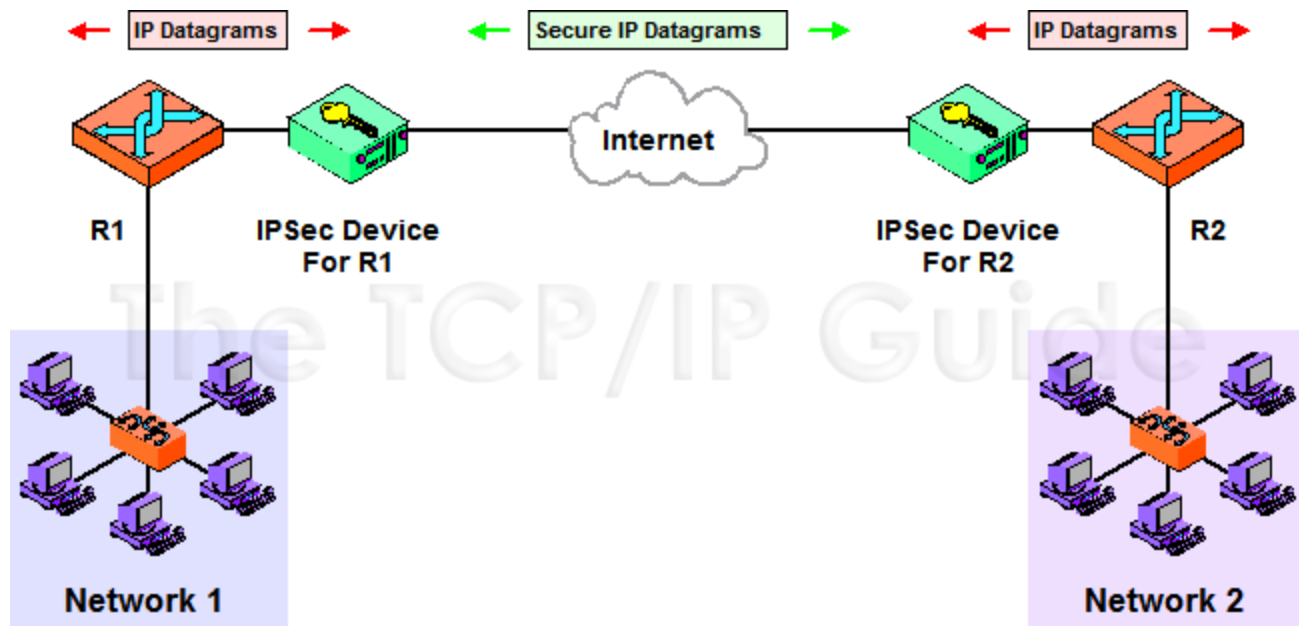 IP Datagrams
Secure IP Datagrams
IP Datagrams
Internet
R1
IPSec Device
For R1
IPSec Device
For R2
R2
The TCP/IP Guide
Network 1
Network 2